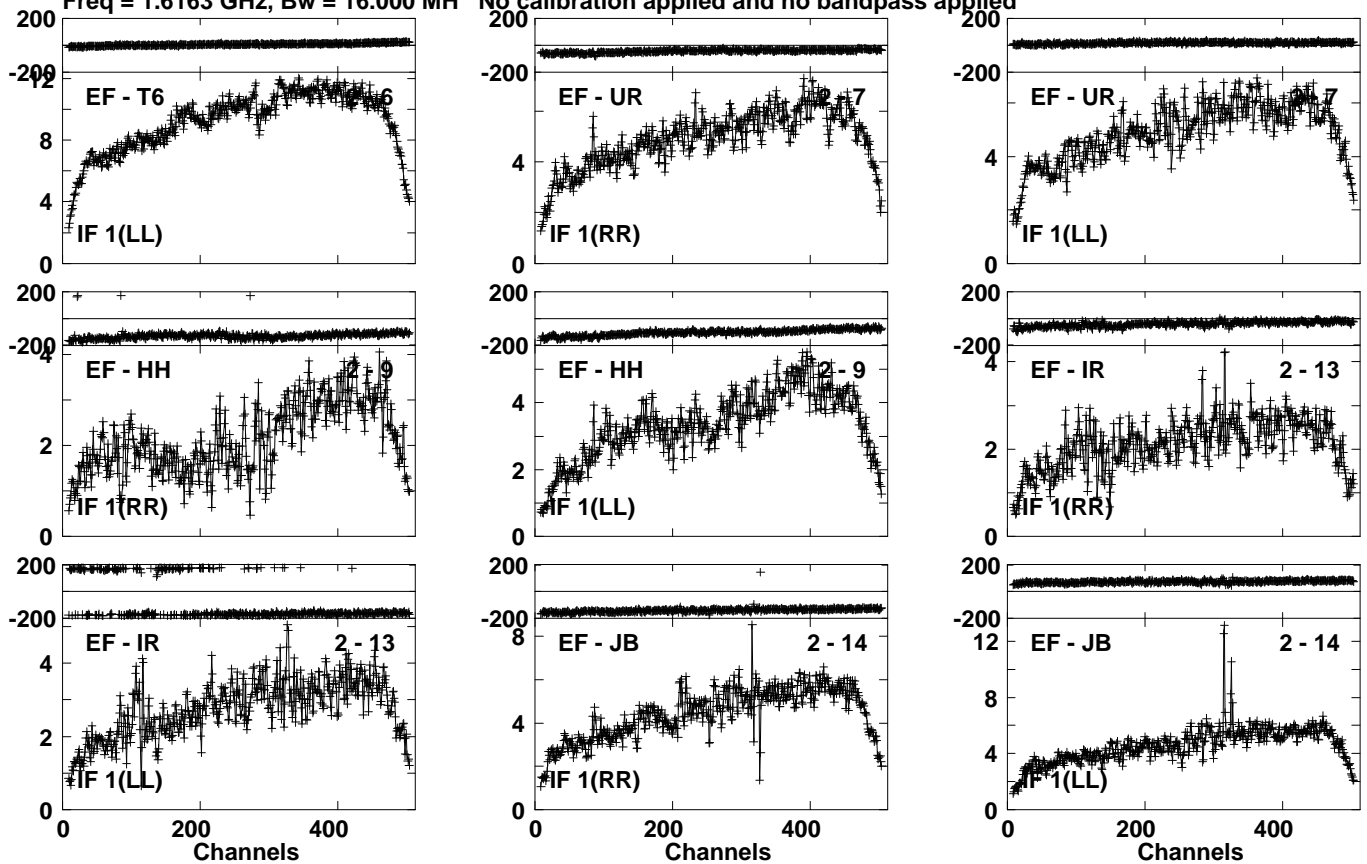 Freq = 1.6163 GHz, Bw = 16.000 MH No calibration applied and no bandpass applied
200
-200
12
8
4
0
EF - T6
6
IF 1(LL)
200
-200
4
0
EF - UR
2 - 7
IF 1(RR)
200
-200
4
0
EF - UR
7
IF 1(LL)
200
-200
4
2
0
EF - HH
2 - 9
IF 1(RR)
200
-200
4
2
0
EF - HH
2 - 9
IF 1(LL)
200
-200
4
2
0
EF - IR
2 - 13
IF 1(RR)
200
-200
4
2
0
EF - IR
2 - 13
IF 1(LL)
0 200 400
Channels
200
-200
8
4
0
EF - JB
2 - 14
IF 1(RR)
0 200 400
Channels
200
-200
12
8
4
0
EF - JB
2 - 14
IF 1(LL)
0 200 400
Channels